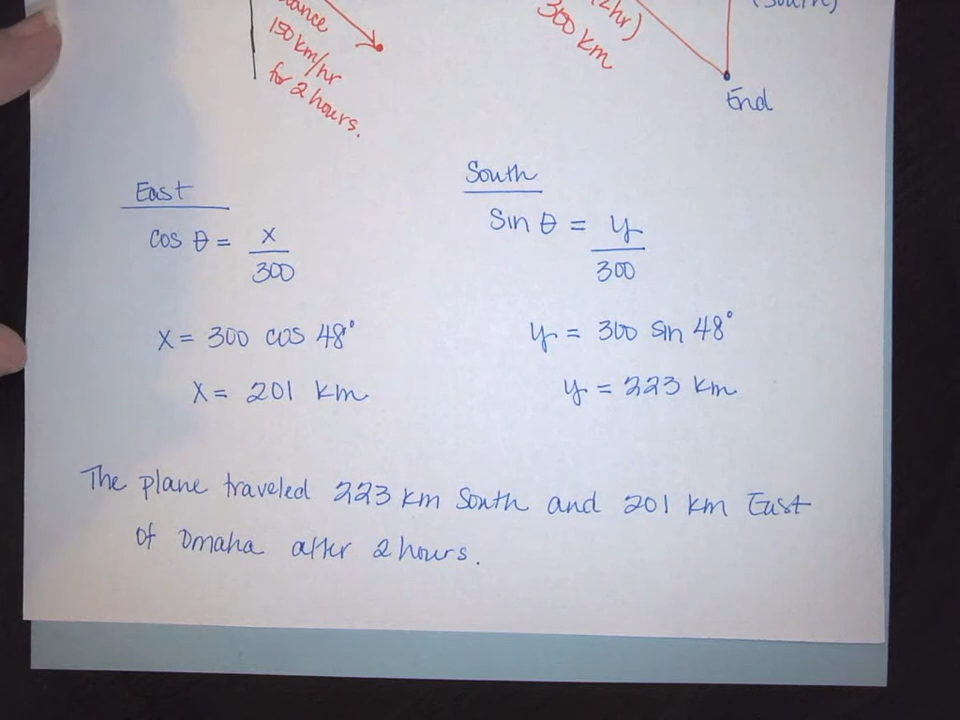 150 km/hr
for 2 hours.
300 km
End
East
cos θ = x
300
x = 300 cos 48°
x = 201 km
South
Sin θ = y
300
y = 300 sin 48°
y = 223 km
The plane traveled 223 km South and 201 km East
of Omaha after 2 hours.